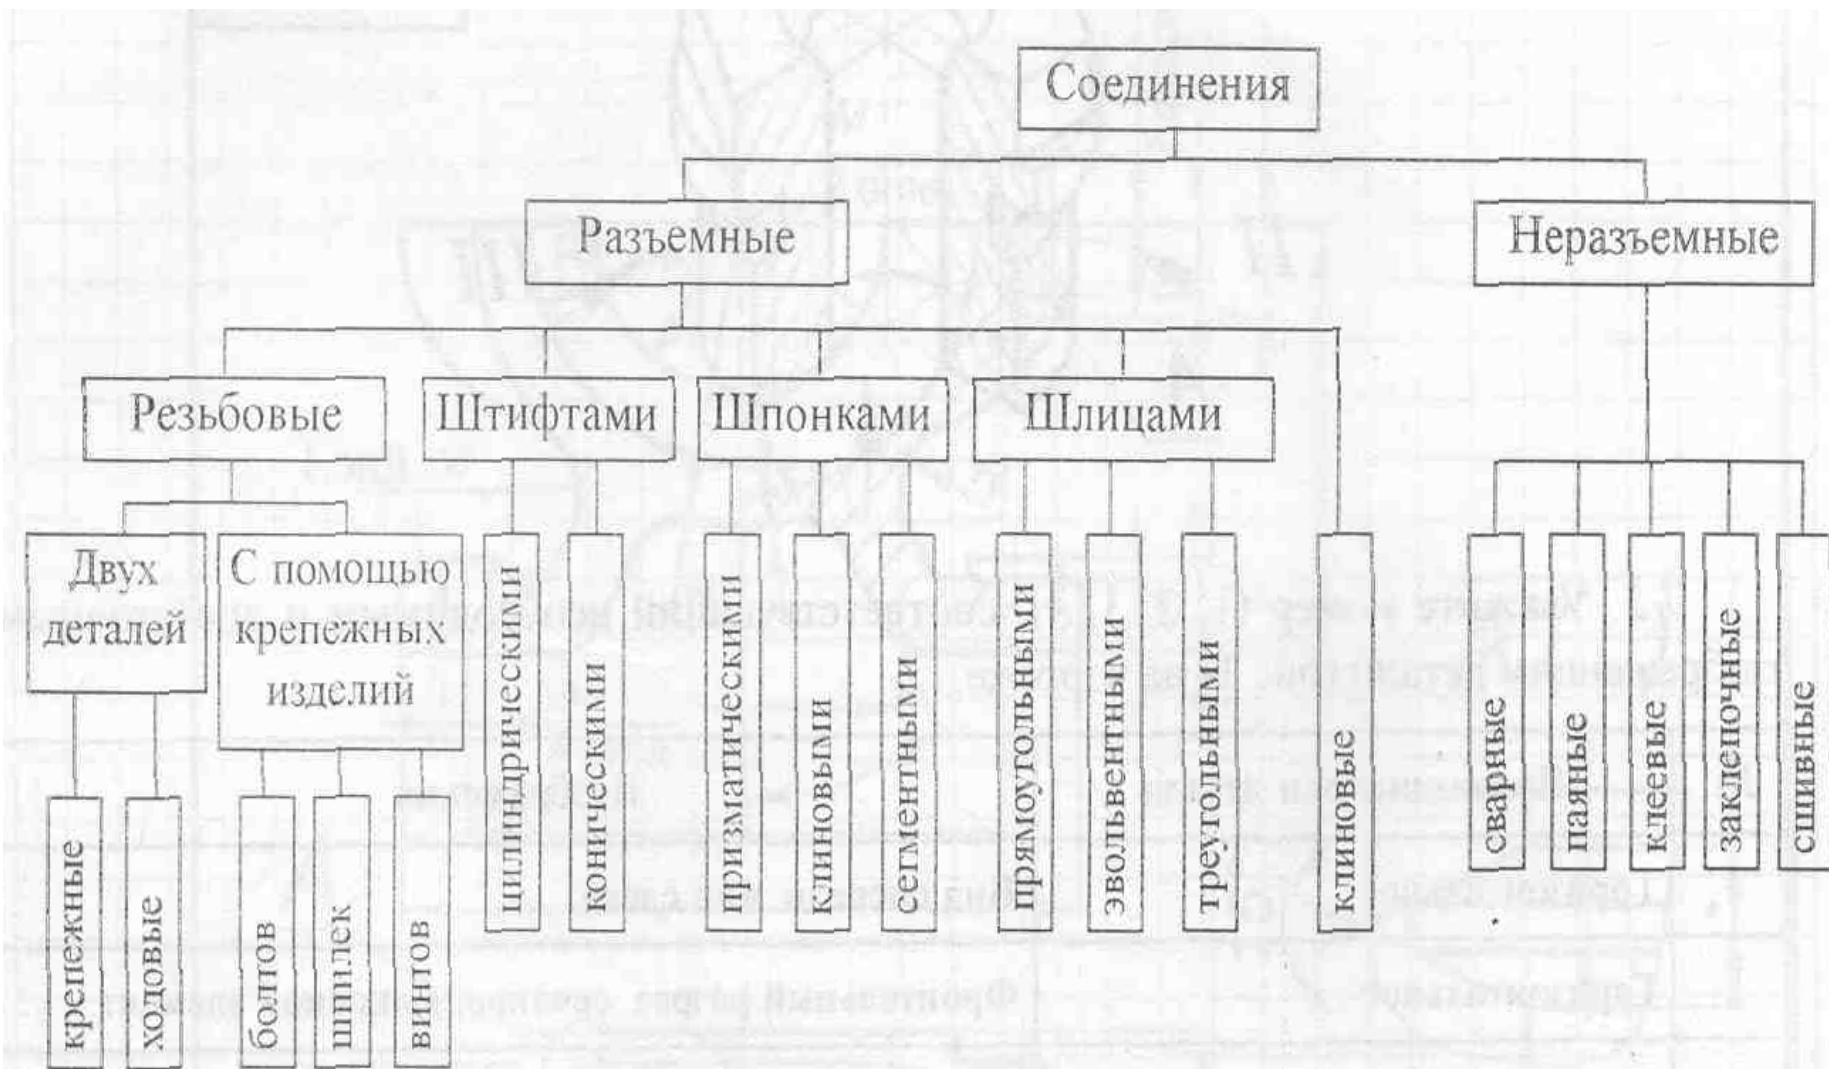 Соединения
Разъемные
Неразъемные
Резьбовые
Штифтами
Шпонками
Шлицами
Двух
деталей
С помощью
крепежных
изделий
крепежные
ходовые
болтов
шпилек
винтов
цилиндрическими
коническими
призматическими
клиновыми
сегментными
прямоугольными
эвольвентными
треугольными
клиновые
сварные
паяные
клеевые
заклепочные
сшивные